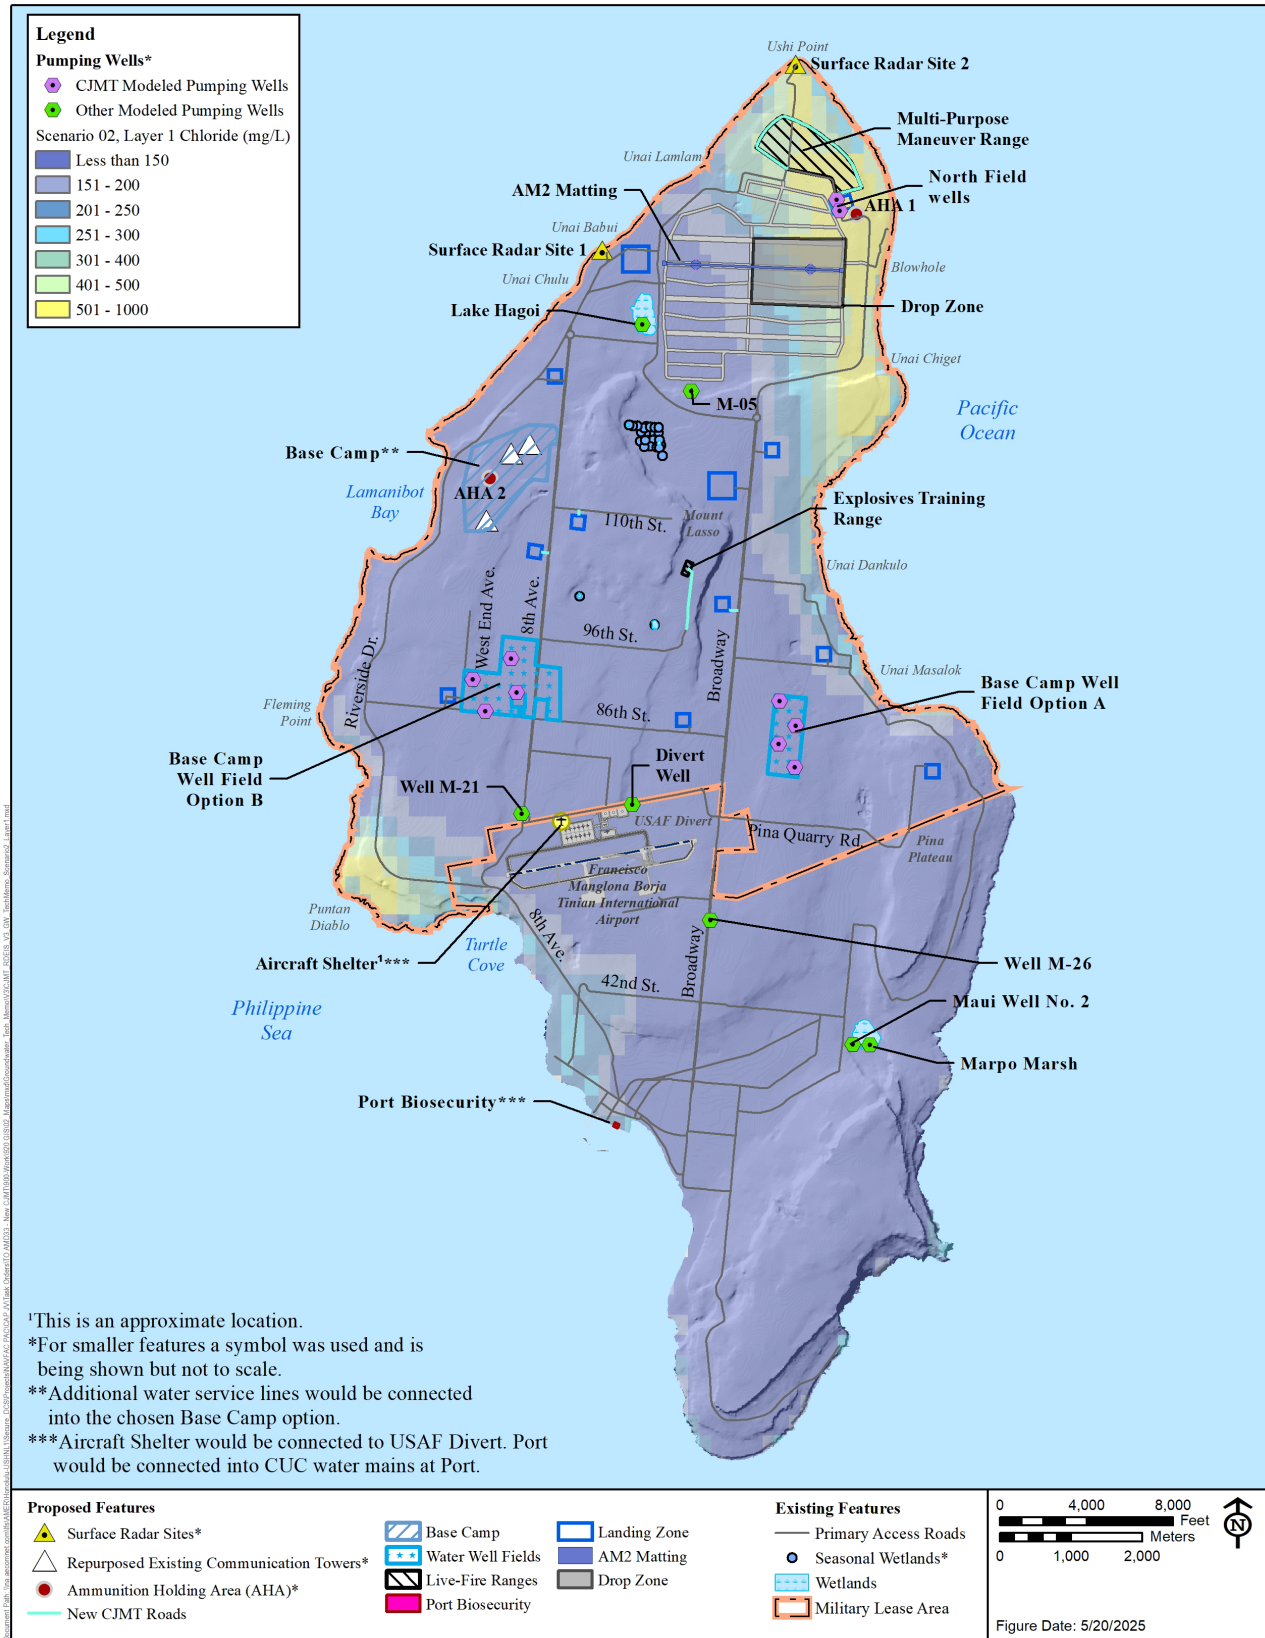 Legend
Pumping Wells*
CJMT Modeled Pumping Wells
Other Modeled Pumping Wells
Scenario 02, Layer 1 Chloride (mg/L)
Less than 150
151 - 200
201 - 250
251 - 300
301 - 400
401 - 500
501 - 1000
Ushi Point
Surface Radar Site 2
Multi-Purpose
Maneuver Range
Unai Lamlam
North Field
wells
AM2 Matting
AHA 1
Unai Babui
Surface Radar Site 1
Blowhole
Unai Chulu
Lake Hagoi
Drop Zone
Unai Chiget
M-05
Pacific
Ocean
Base Camp**
AHA 2
Lamanibot
Bay
Explosives Training
Range
110th St.
Mount
Lasso
Unai Dankulo
West End Ave.
8th Ave.
96th St.
Broadway
Riverside Dr.
Unai Masalok
Base Camp Well
Field Option A
Fleming
Point
86th St.
Base Camp
Well Field
Option B
Divert
Well
Well M-21
USAF Divert
Pina Quarry Rd.
Pina
Plateau
Francisco
Manglona Borja
Tinian International
Airport
Puntan
Diablo
8th Ave.
Turtle
Cove
Aircraft Shelter¹***
Broadway
Well M-26
42nd St.
Philippine
Sea
Maui Well No. 2
Marpo Marsh
Port Biosecurity***
¹This is an approximate location.
*For smaller features a symbol was used and is
being shown but not to scale.
**Additional water service lines would be connected
into the chosen Base Camp option.
***Aircraft Shelter would be connected to USAF Divert. Port
would be connected into CUC water mains at Port.
Proposed Features
Surface Radar Sites*
Repurposed Existing Communication Towers*
Ammunition Holding Area (AHA)*
New CJMT Roads
Base Camp
Water Well Fields
Live-Fire Ranges
Port Biosecurity
Landing Zone
AM2 Matting
Drop Zone
Existing Features
Primary Access Roads
Seasonal Wetlands*
Wetlands
Military Lease Area
0 4,000 8,000
Feet
Meters
0 1,000 2,000
N
Figure Date: 5/20/2025